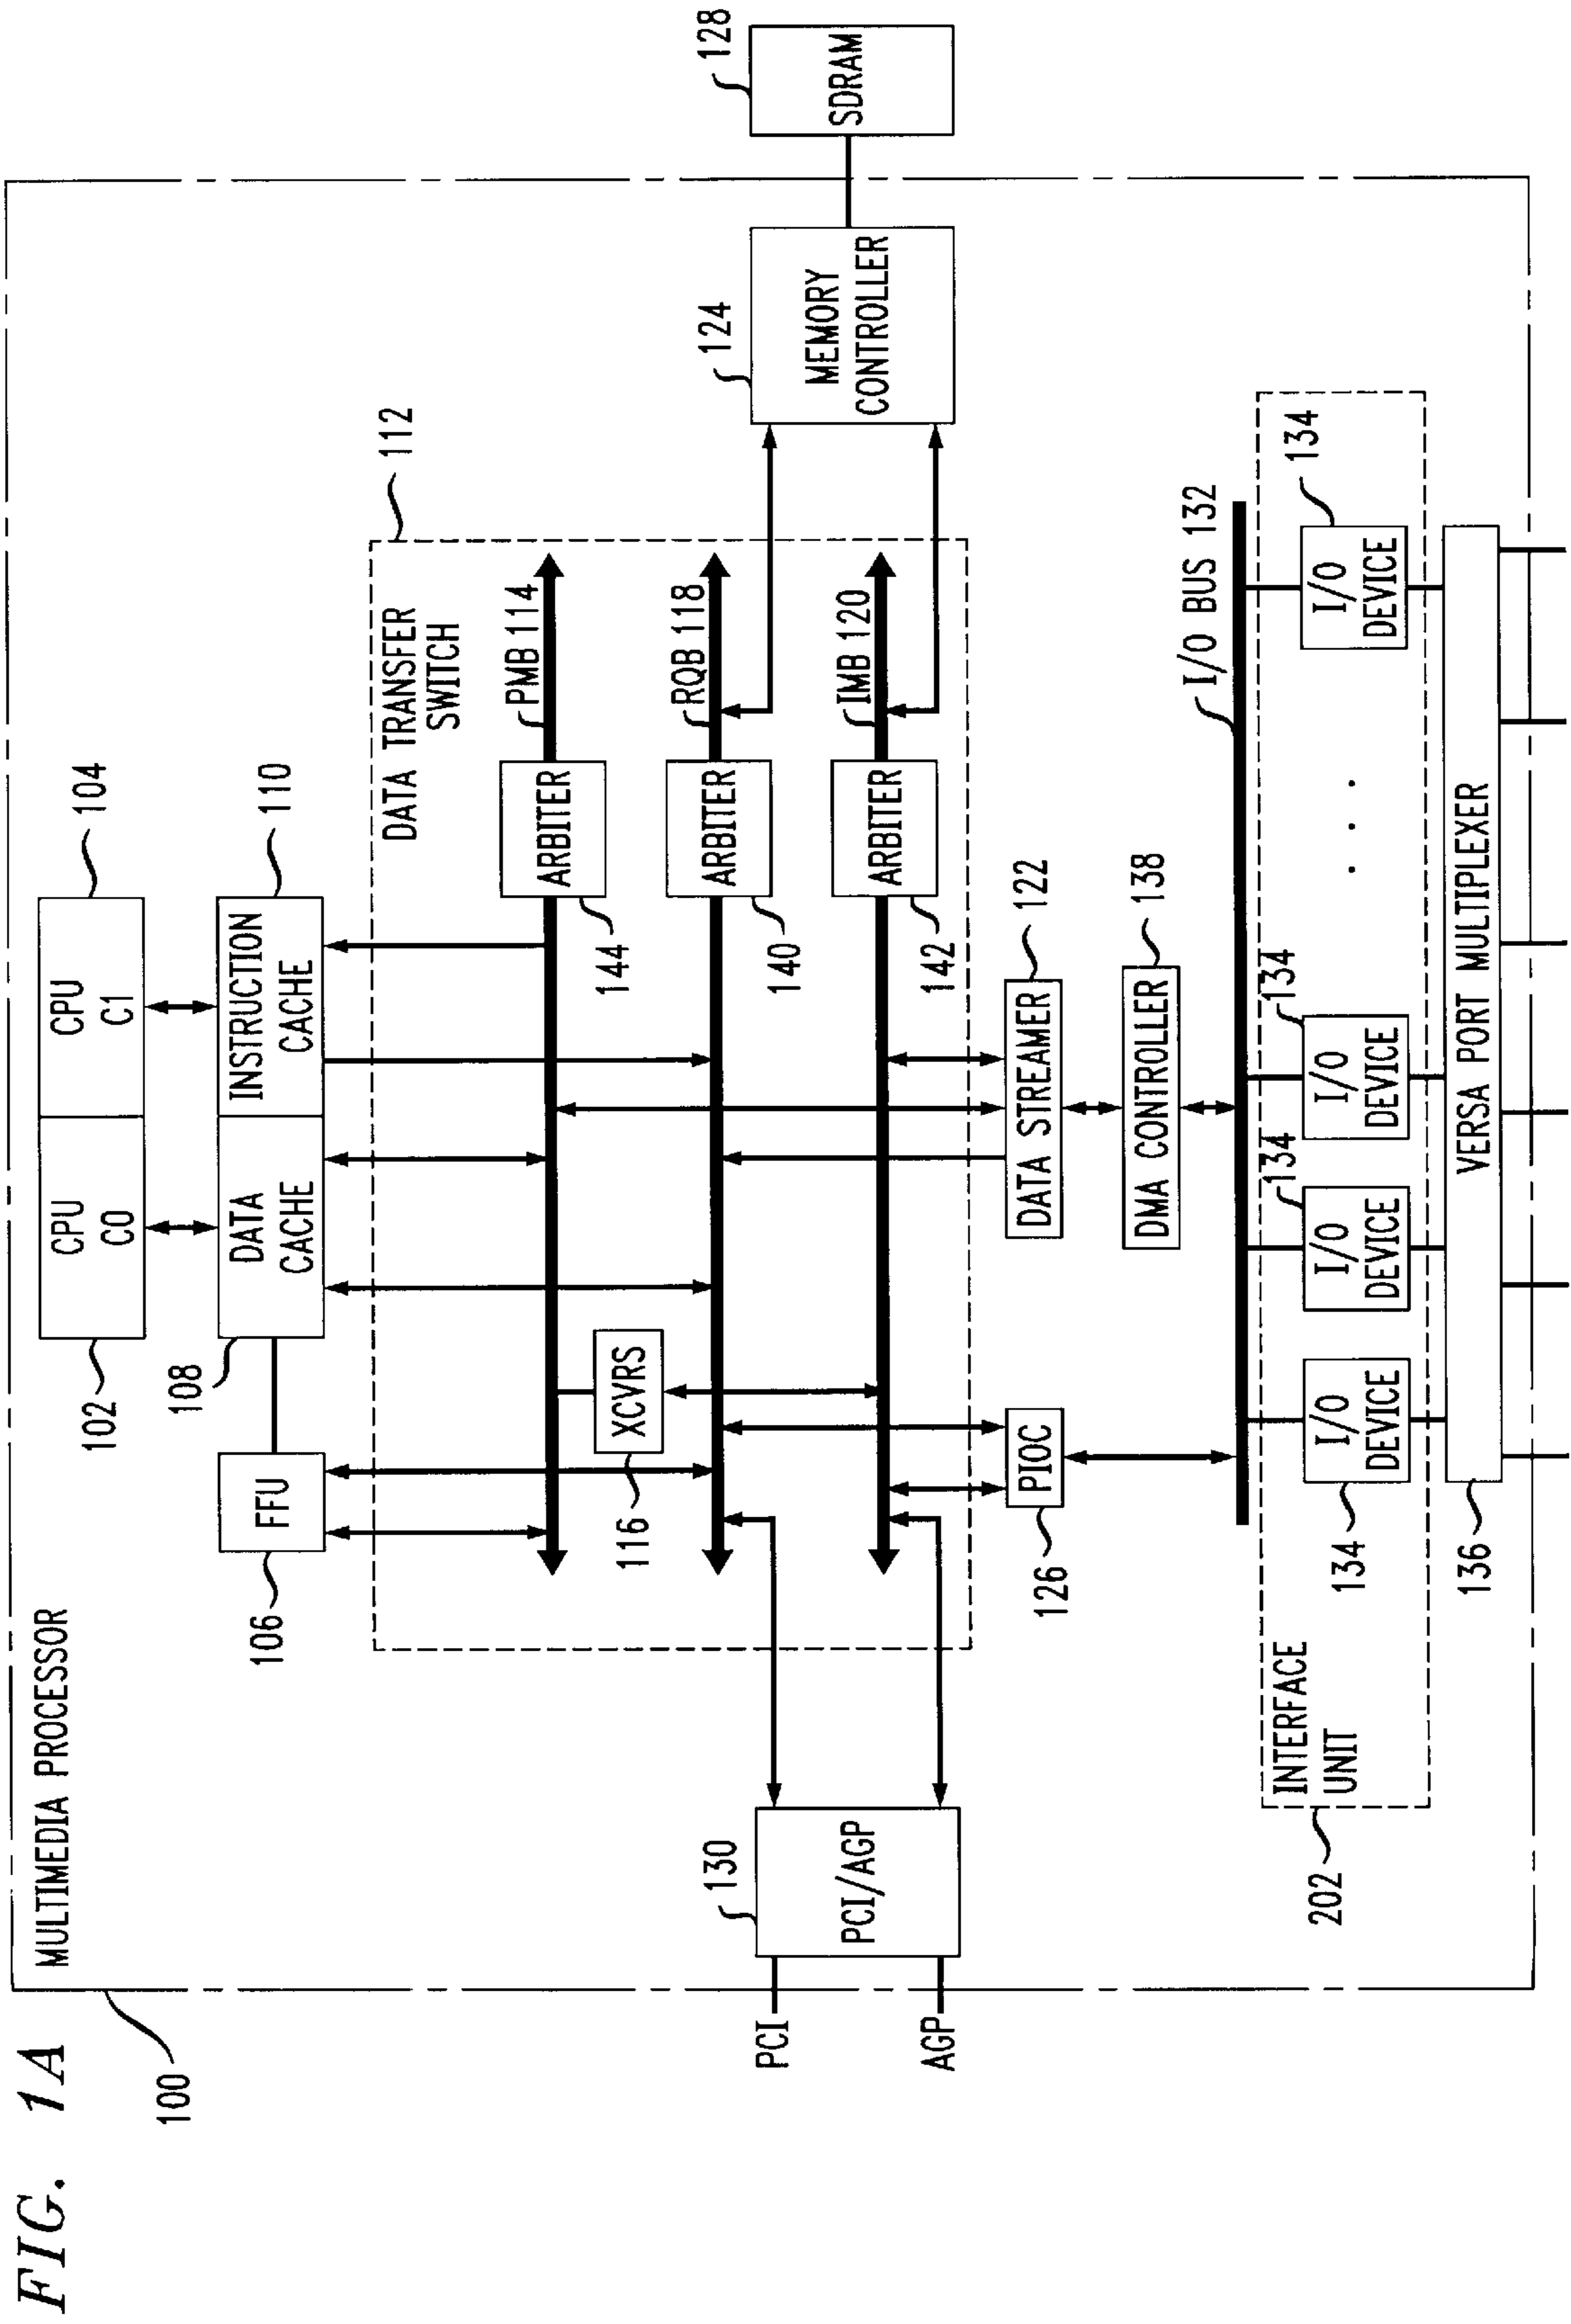 FIG. 1A
100
MULTIMEDIA PROCESSOR
102
CPU
C0
CPU
C1
104
106
FFU
108
DATA
CACHE
INSTRUCTION
CACHE
110
DATA TRANSFER
SWITCH
112
PMB 114
ARBITER
144
XCVRS
116
RQB 118
ARBITER
140
IMB 120
ARBITER
142
PCI
AGP
130
PCI/AGP
124
MEMORY
CONTROLLER
128
SDRAM
126
PIOC
DATA STREAMER
122
DMA CONTROLLER
138
I/O BUS 132
202
INTERFACE
UNIT
134
I/O
DEVICE
134
I/O
DEVICE
134
I/O
DEVICE
. . .
134
I/O
DEVICE
136
VERSA PORT MULTIPLEXER